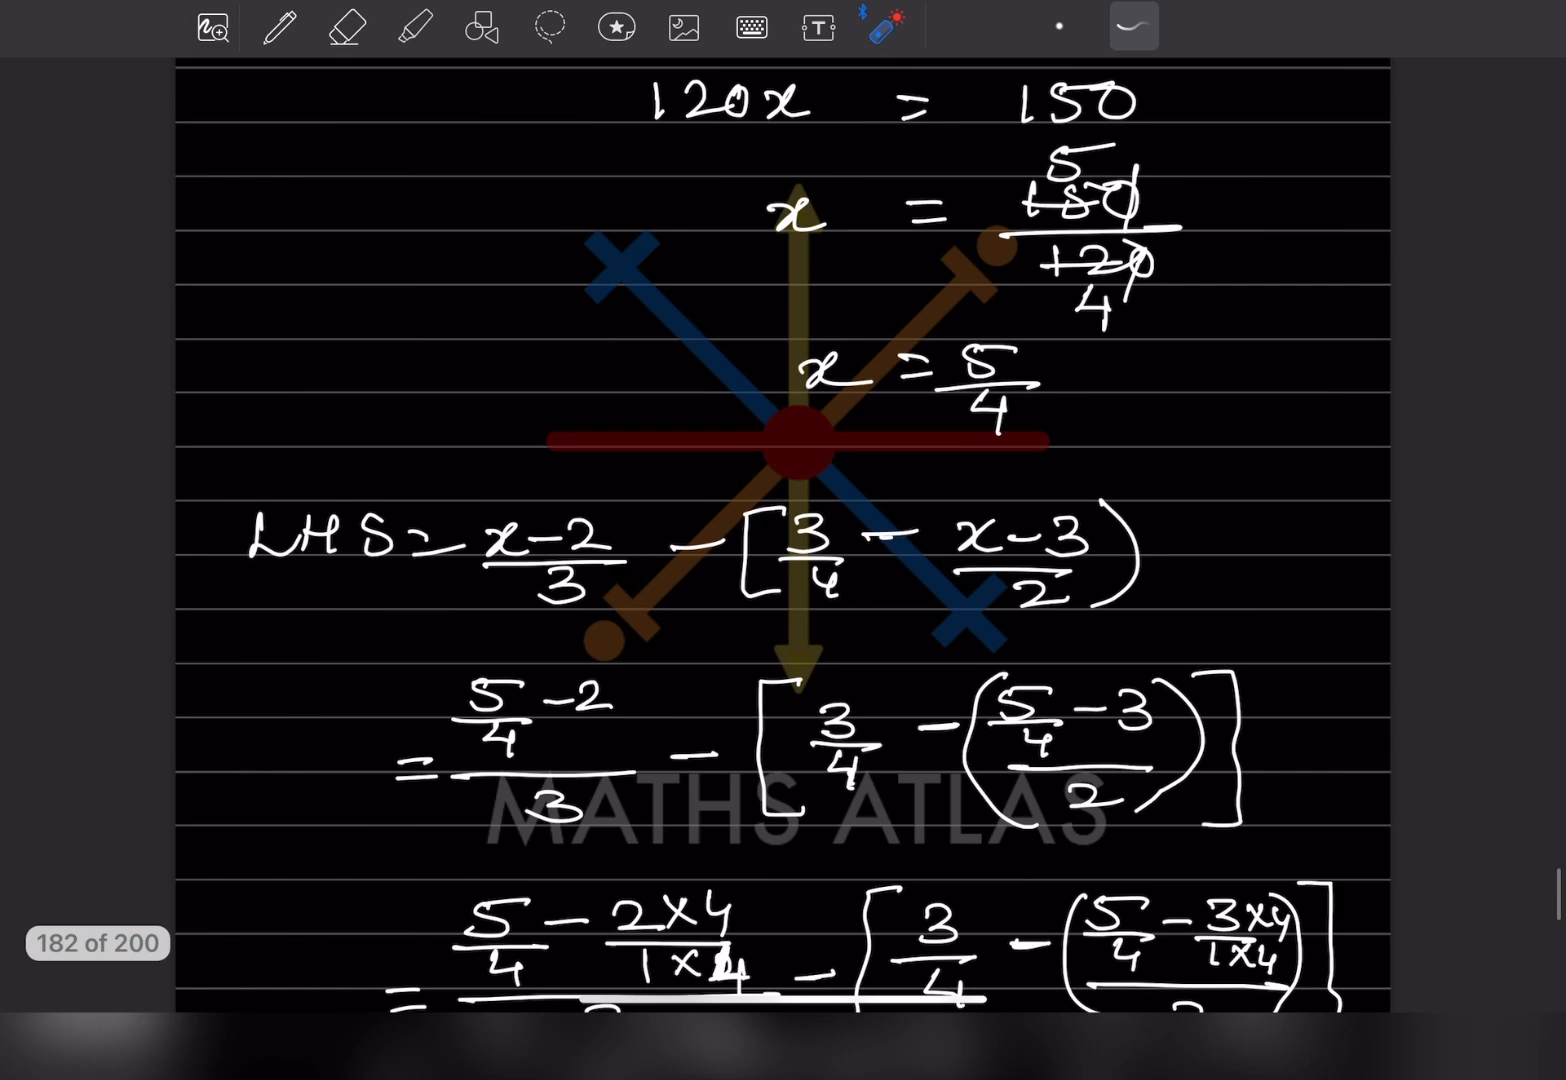 120x = 150
x = 5 150 / 120 4
x = 5/4
LHS = x-2/3 - [3/4 - x-3/2)
= 5/4 -2 / 3 - [3/4 - (5/4 - 3 / 2)]
MATHS ATLAS
= 5/4 - 2×4/1×4 - [3/4 - (5/4 - 3×4/1×4)]
182 of 200